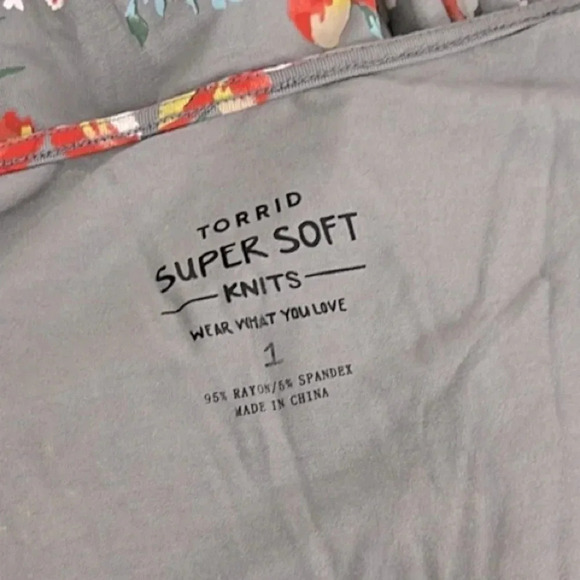 TORRID
SUPER SOFT
KNITS
WEAR WHAT YOU LOVE
1
95% RAYON/5% SPANDEX
MADE IN CHINA